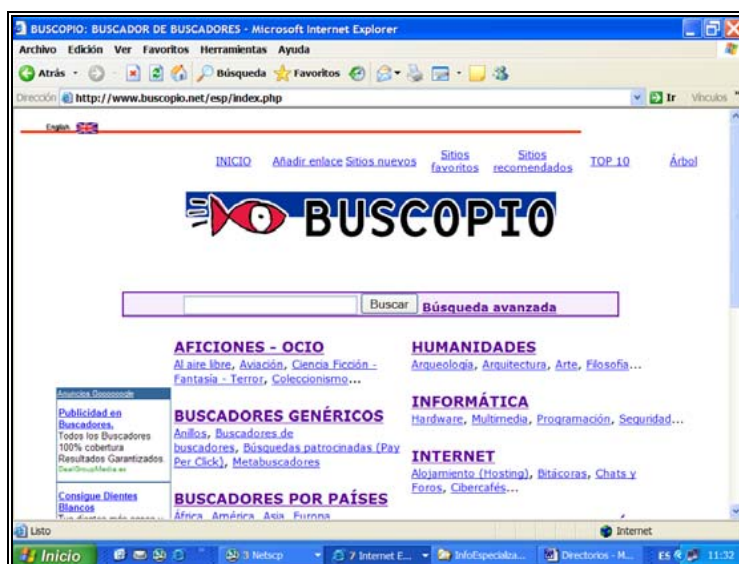 BUSCOPIO: BUSCADOR DE BUSCADORES - Microsoft Internet Explorer
Archivo Edición Ver Favoritos Herramientas Ayuda
Atrás Búsqueda Favoritos
Dirección http://www.buscopio.net/esp/index.php Ir Vínculos
English
INICIO Añadir enlace Sitios nuevos Sitios favoritos Sitios recomendados TOP 10 Árbol
BUSCOPIO
Buscar Búsqueda avanzada
AFICIONES - OCIO
Al aire libre, Aviación, Ciencia Ficción -
Fantasía - Terror, Coleccionismo...
BUSCADORES GENÉRICOS
Anillos, Buscadores de
buscadores, Búsquedas patrocinadas (Pay
Per Click), Metabuscadores
BUSCADORES POR PAÍSES
África, América, Asia, Europa
HUMANIDADES
Arqueología, Arquitectura, Arte, Filosofía...
INFORMÁTICA
Hardware, Multimedia, Programación, Seguridad...
INTERNET
Alojamiento (Hosting), Bitácoras, Chats y
Foros, Cibercafés...
Anuncios Goooooogle
Publicidad en
Buscadores.
Todos los Buscadores
100% cobertura
Resultados Garantizados.
DealGroupMedia.es
Consigue Dientes
Blancos
Listo Internet
Inicio 3 Netscp 7 Internet E... InfoEspecializa... Directorios - M... ES 11:32